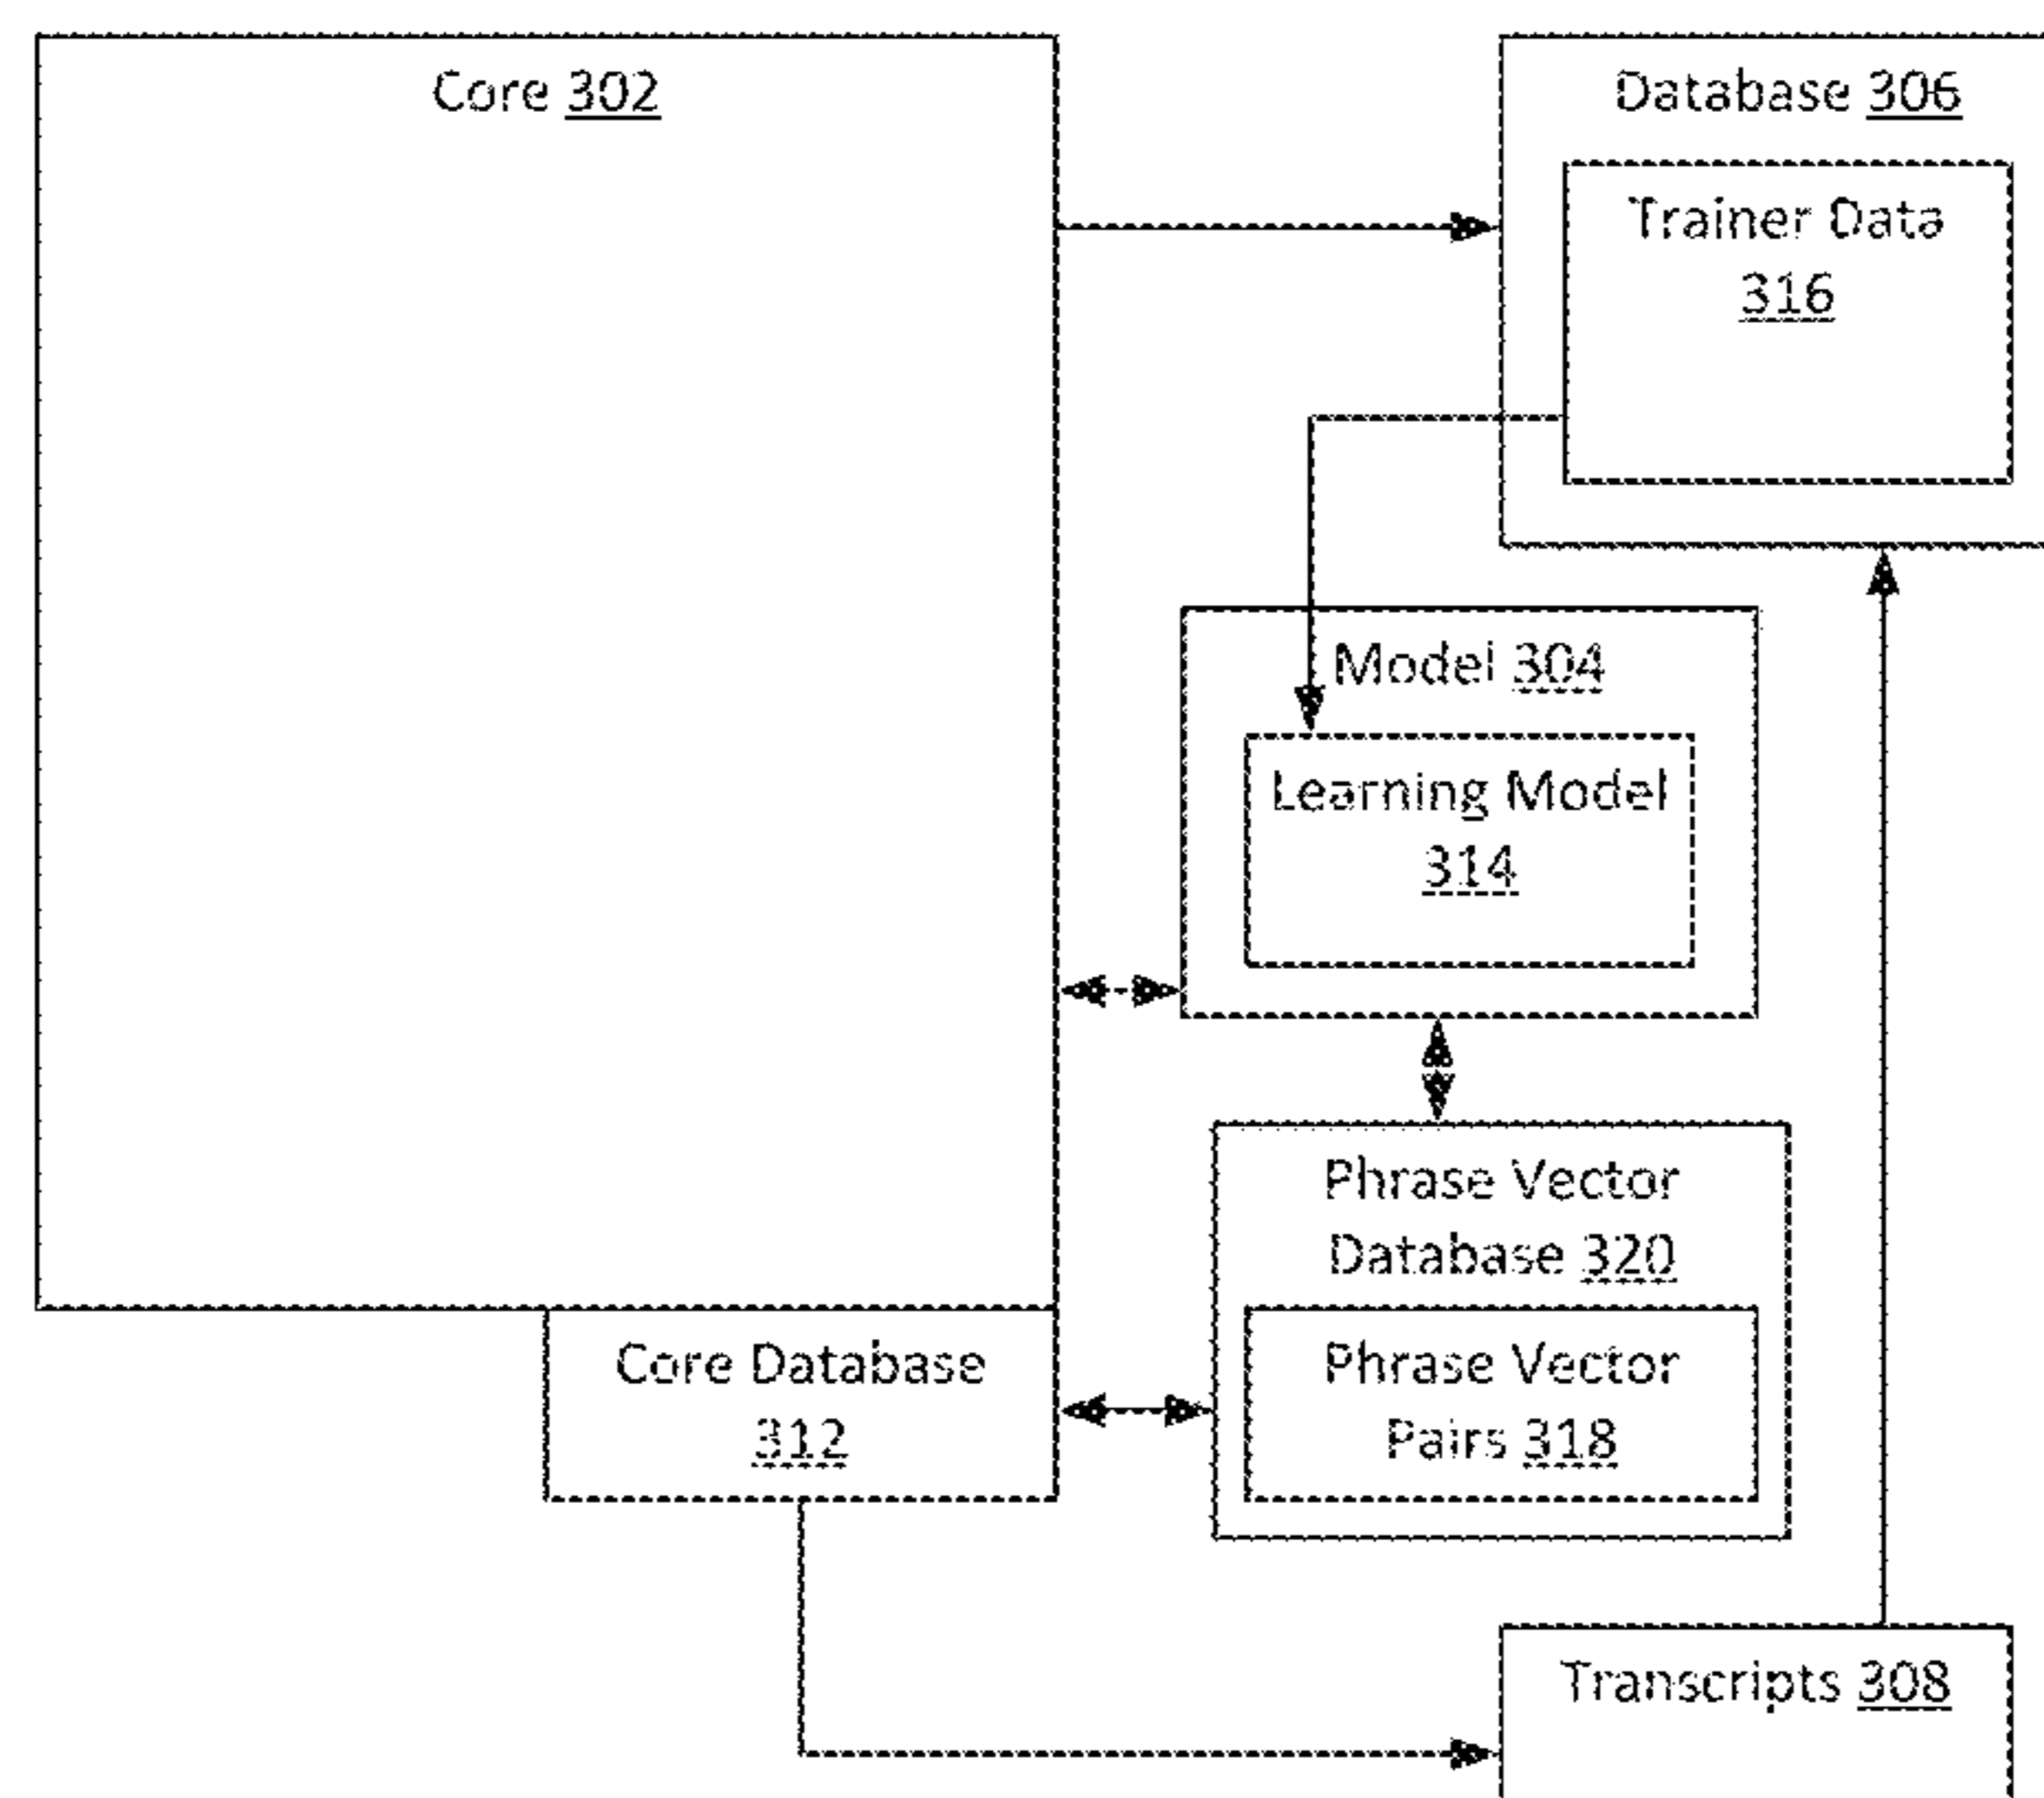 Core 302
Database 306
Trainer Data
316
Model 304
Learning Model
314
Phrase Vector
Database 320
Phrase Vector
Pairs 318
Core Database
312
Transcripts 308